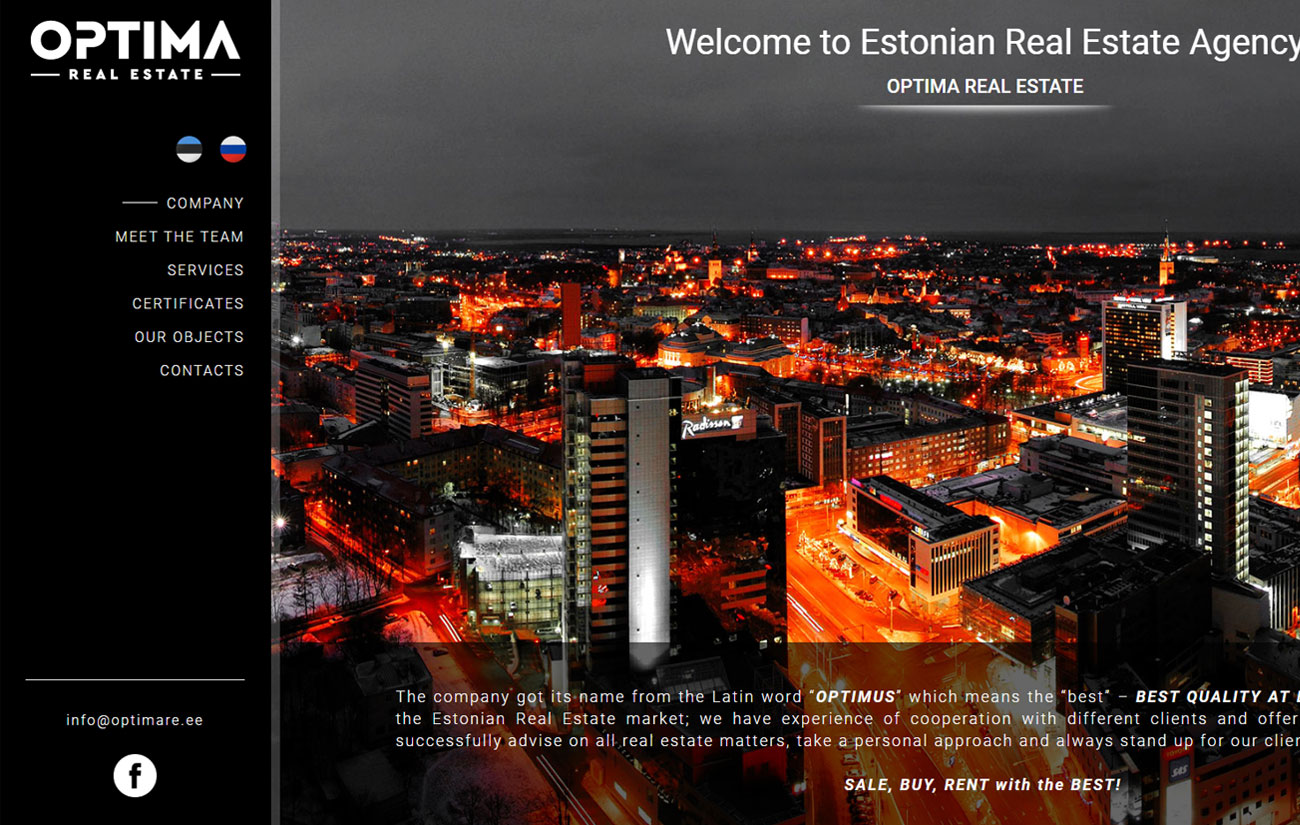 OPTIMA
REAL ESTATE
COMPANY
MEET THE TEAM
SERVICES
CERTIFICATES
OUR OBJECTS
CONTACTS
info@optimare.ee
f
Welcome to Estonian Real Estate Agency
OPTIMA REAL ESTATE
Radisson
The company got its name from the Latin word "OPTIMUS" which means the "best" – BEST QUALITY AT
the Estonian Real Estate market; we have experience of cooperation with different clients and offer
successfully advise on all real estate matters, take a personal approach and always stand up for our
SAS
SALE, BUY, RENT with the BEST!